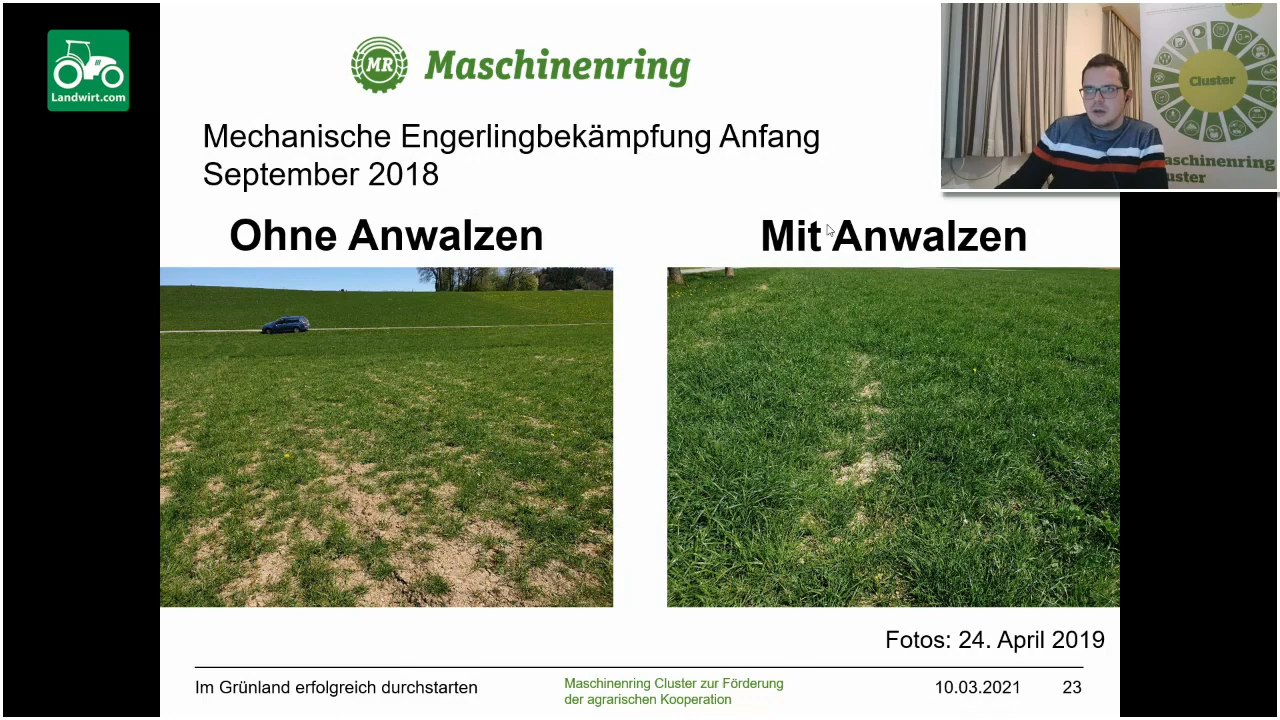 Landwirt.com
MR Maschinenring
Cluster
aschinenring
uster
Mechanische Engerlingbekämpfung Anfang
September 2018
Ohne Anwalzen
Mit Anwalzen
Fotos: 24. April 2019
Im Grünland erfolgreich durchstarten
Maschinenring Cluster zur Förderung
der agrarischen Kooperation
10.03.2021 23